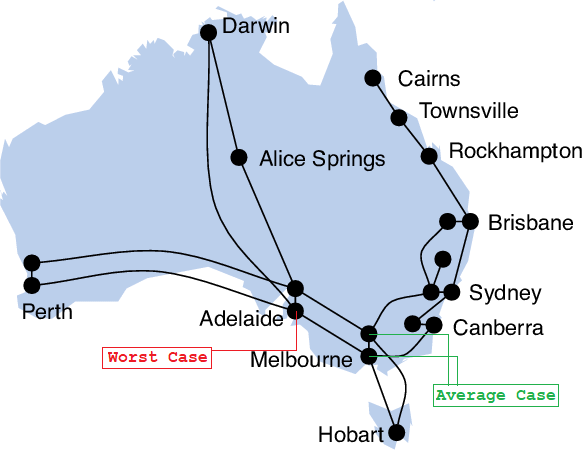 Darwin
Cairns
Townsville
Alice Springs
Rockhampton
Brisbane
Sydney
Perth
Adelaide
Canberra
Worst Case
Melbourne
Average Case
Hobart